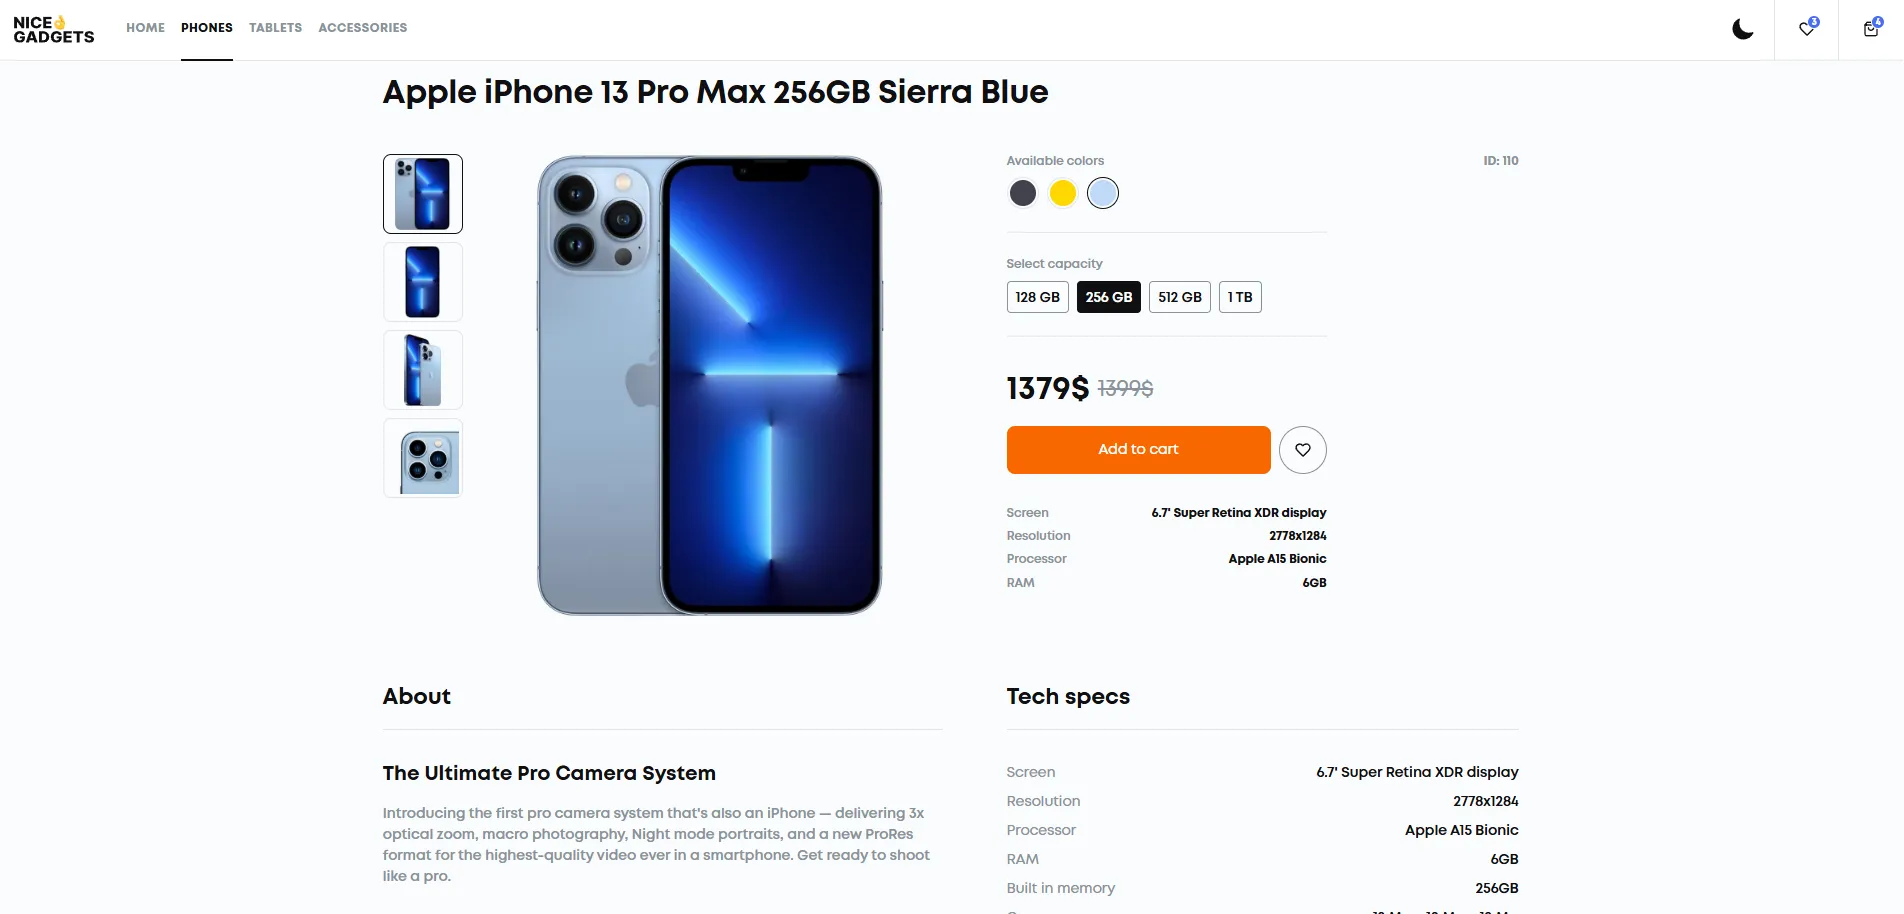 NICE👌
GADGETS
HOME
PHONES
TABLETS
ACCESSORIES
3
4
Apple iPhone 13 Pro Max 256GB Sierra Blue
Available colors
ID: 110
Select capacity
128 GB
256 GB
512 GB
1 TB
1379$ 1399$
Add to cart
Screen 6.7' Super Retina XDR display
Resolution 2778x1284
Processor Apple A15 Bionic
RAM 6GB
About
The Ultimate Pro Camera System
Introducing the first pro camera system that's also an iPhone — delivering 3x
optical zoom, macro photography, Night mode portraits, and a new ProRes
format for the highest-quality video ever in a smartphone. Get ready to shoot
like a pro.
Tech specs
Screen 6.7' Super Retina XDR display
Resolution 2778x1284
Processor Apple A15 Bionic
RAM 6GB
Built in memory 256GB